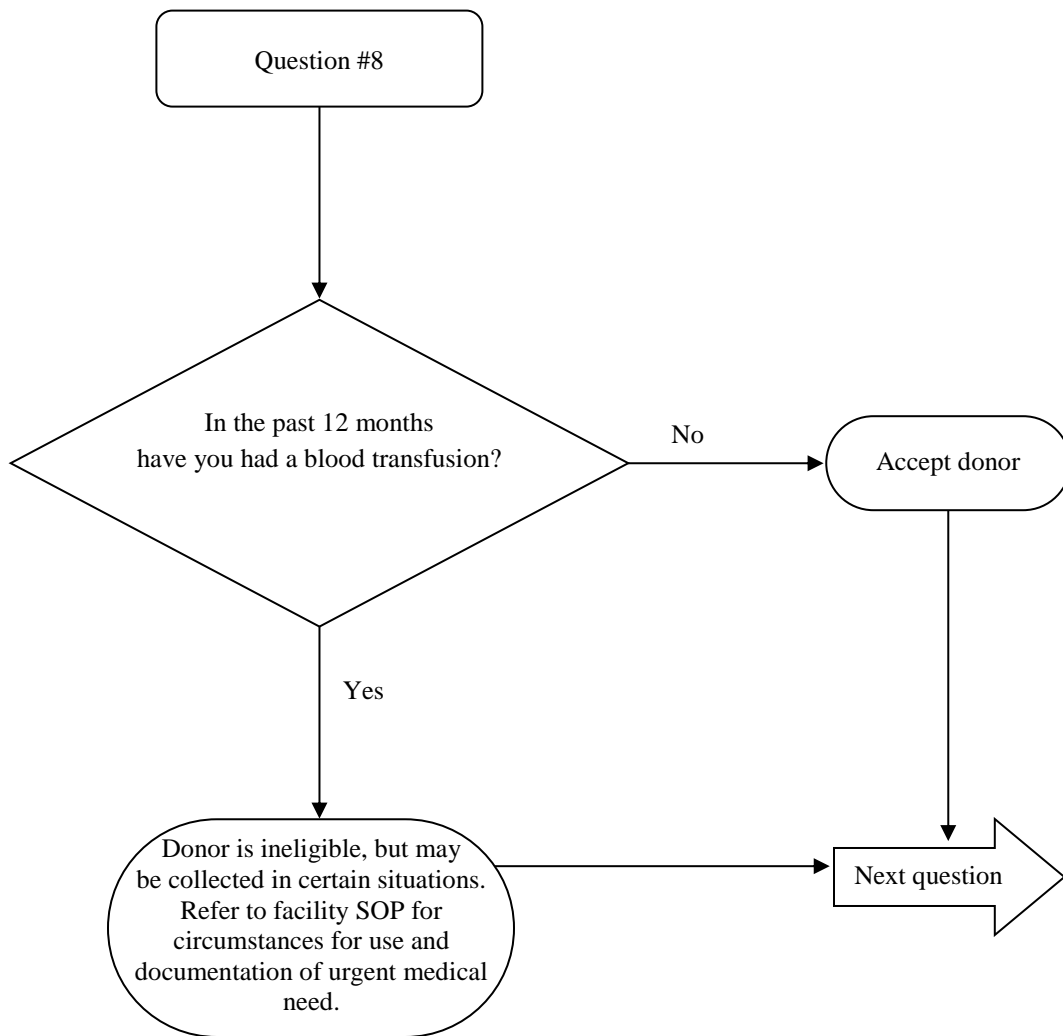 Question #8
In the past 12 months
have you had a blood transfusion?
No
Accept donor
Yes
Donor is ineligible, but may
be collected in certain situations.
Refer to facility SOP for
circumstances for use and
documentation of urgent medical
need.
Next question